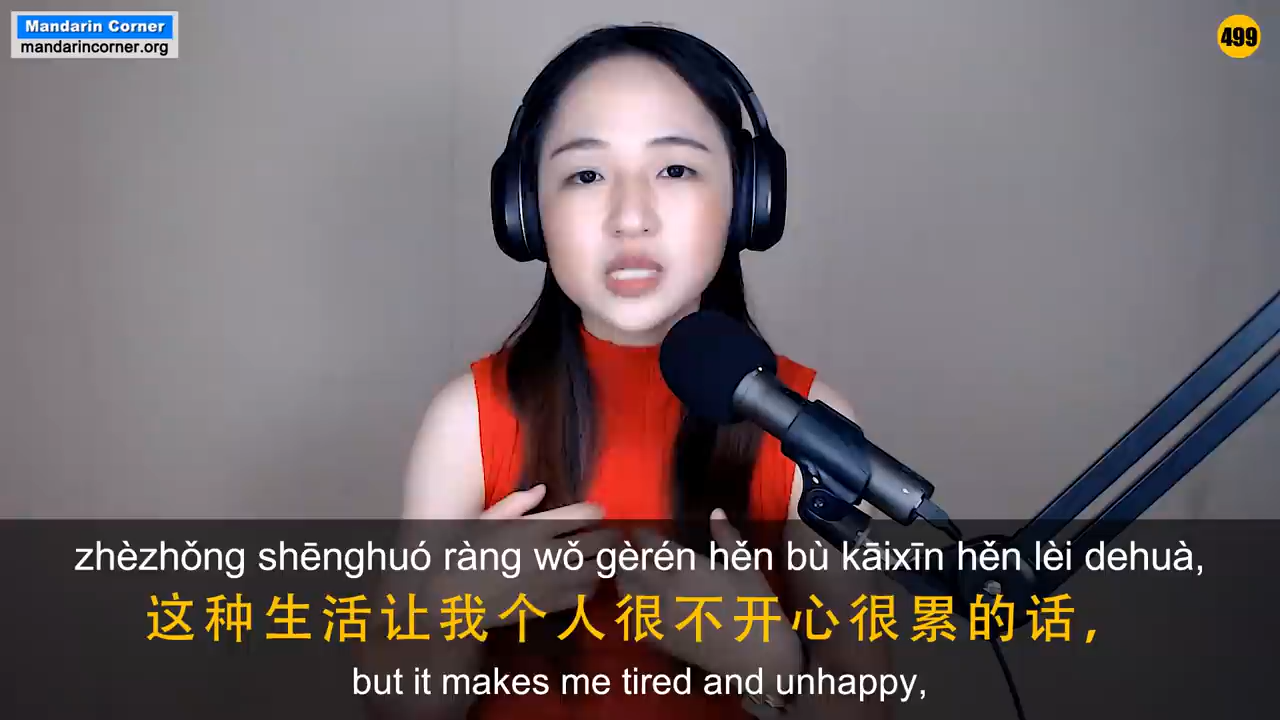 Mandarin Corner
mandarincorner.org
499
zhèzhǒng shēnghuó ràng wǒ gèrén hěn bù kāixīn hěn lèi dehuà,
这种生活让我个人很不开心很累的话,
but it makes me tired and unhappy,